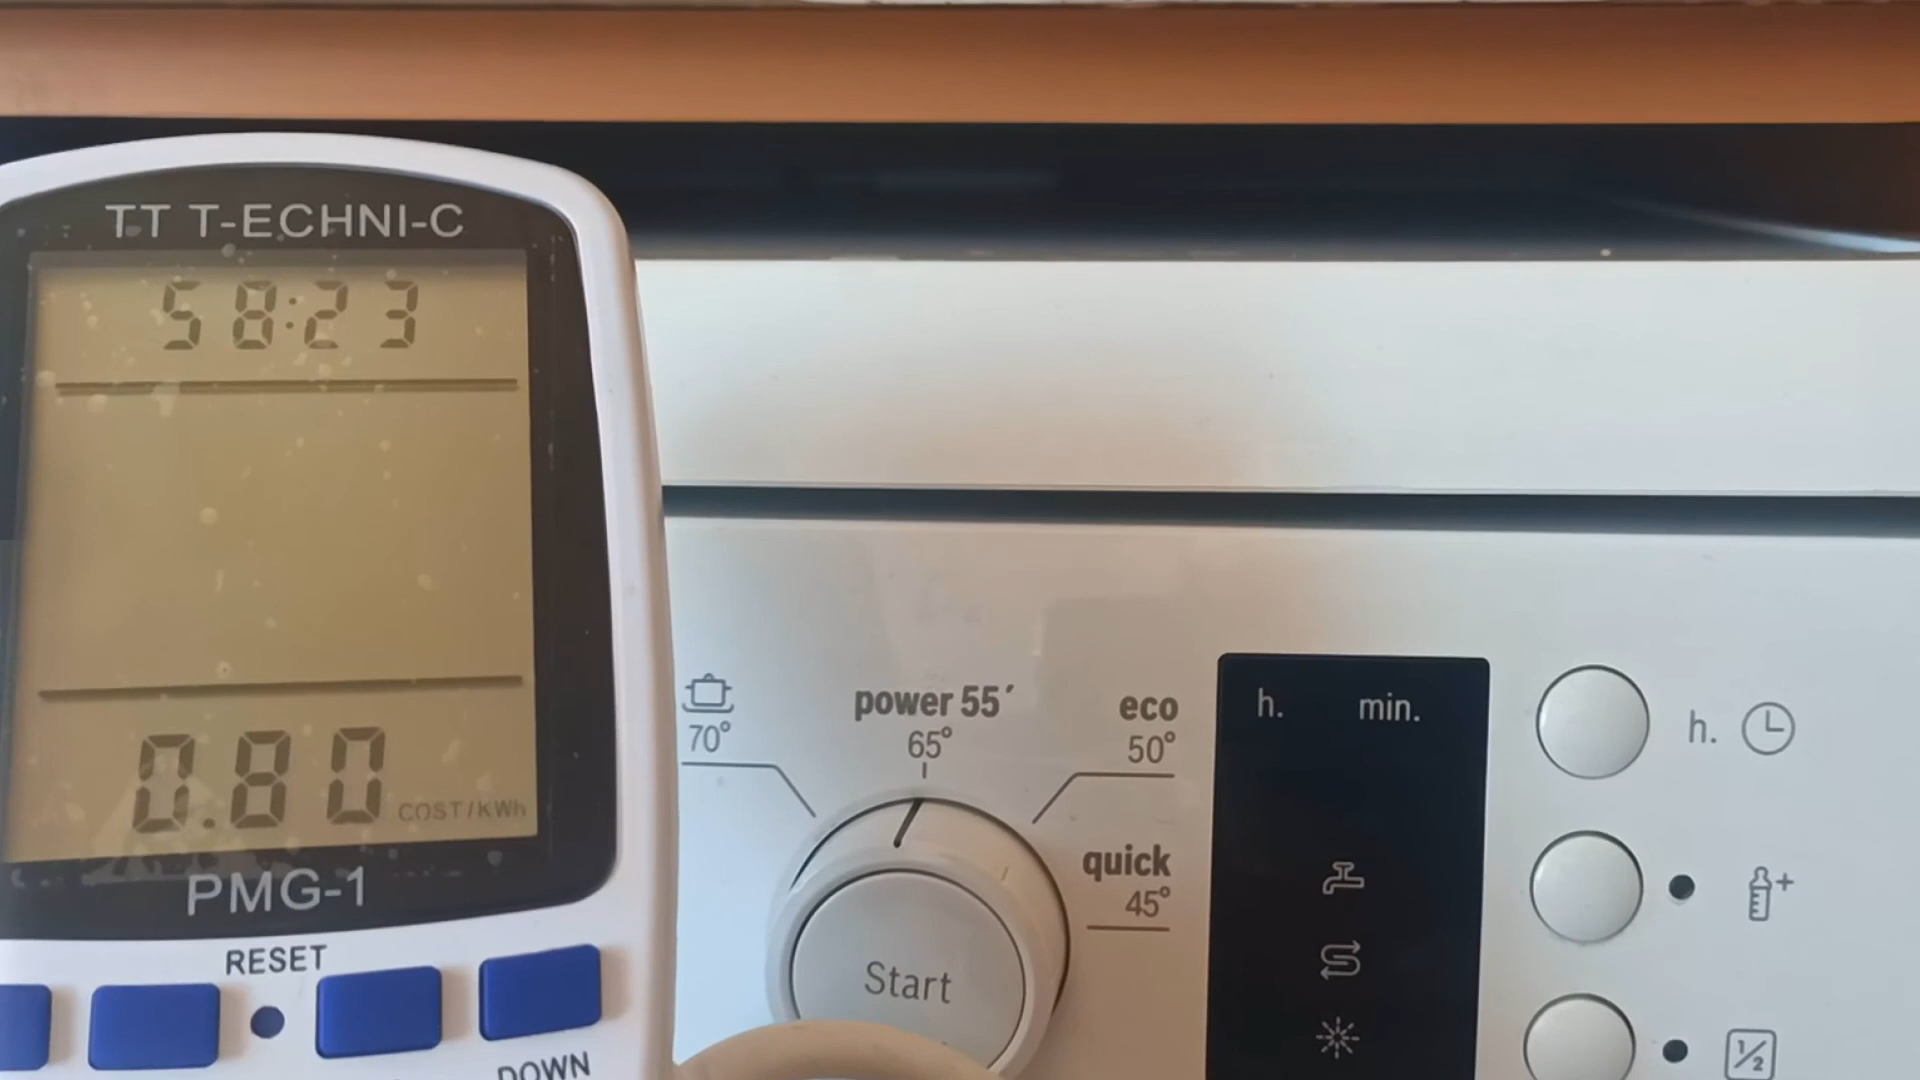 TT T-ECHNI-C
58:23
0.80 COST/KWh
PMG-1
RESET
DOWN
70°
power 55′
65°
eco
50°
quick
45°
Start
h. min.
h.
+
1/2